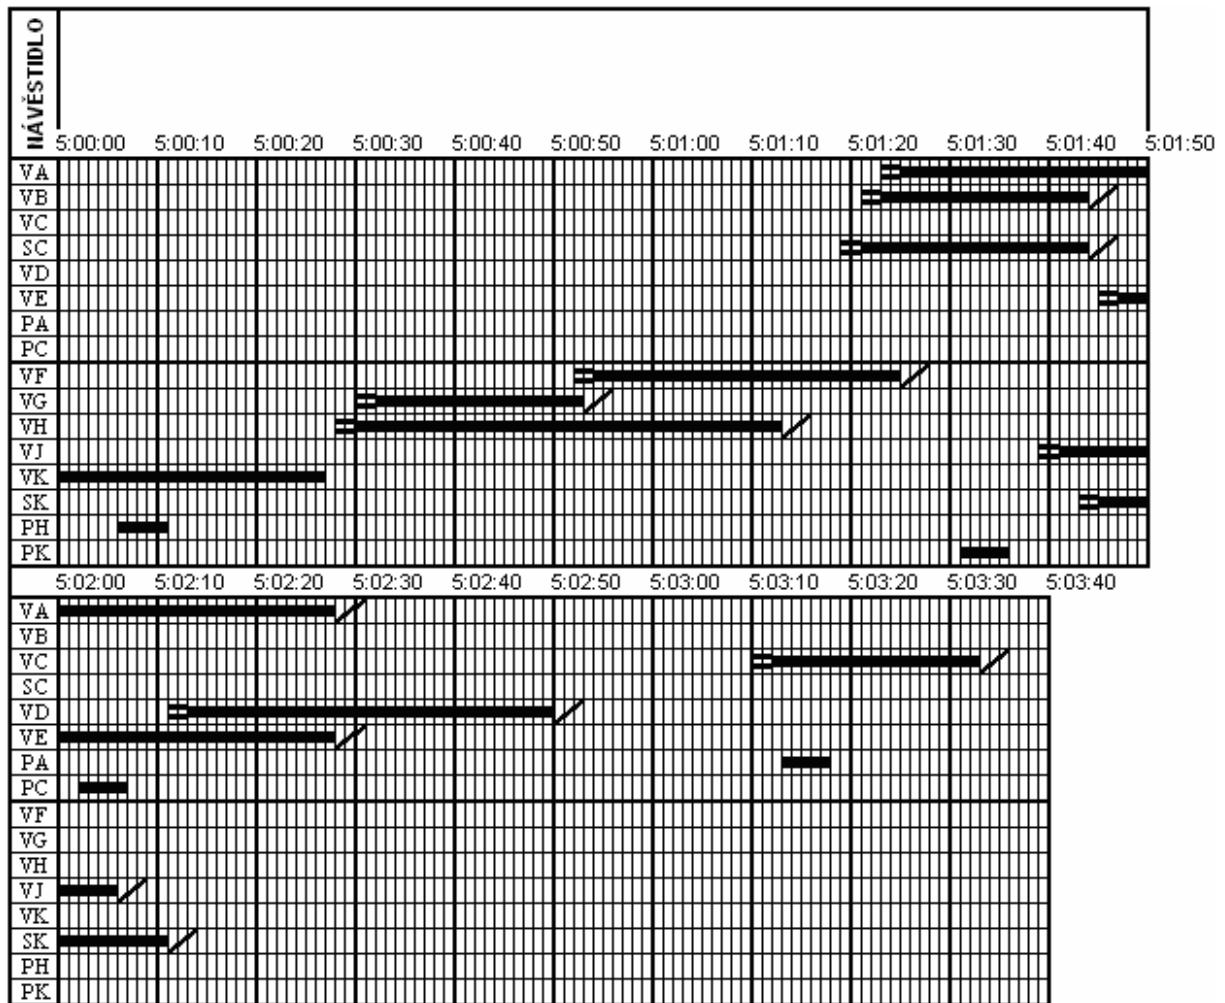 NÁVĚSTIDLO
5:00:00 5:00:10 5:00:20 5:00:30 5:00:40 5:00:50 5:01:00 5:01:10 5:01:20 5:01:30 5:01:40 5:01:50
VA
VB
VC
SC
VD
VE
PA
PC
VF
VG
VH
VJ
VK
SK
PH
PK
5:02:00 5:02:10 5:02:20 5:02:30 5:02:40 5:02:50 5:03:00 5:03:10 5:03:20 5:03:30 5:03:40
VA
VB
VC
SC
VD
VE
PA
PC
VF
VG
VH
VJ
VK
SK
PH
PK